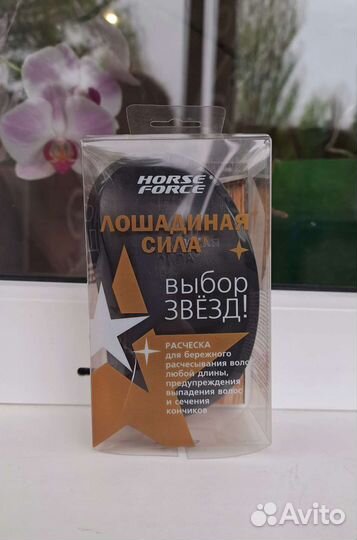 HORSE®
FORCE
ЛОШАДИНАЯ
СИЛА
ВЫБОР
ЗВЁЗД!
РАСЧЕСКА
для бережного
расчесывания волос
любой длины,
предупреждения
выпадения волос
и сечения
кончиков
Avito